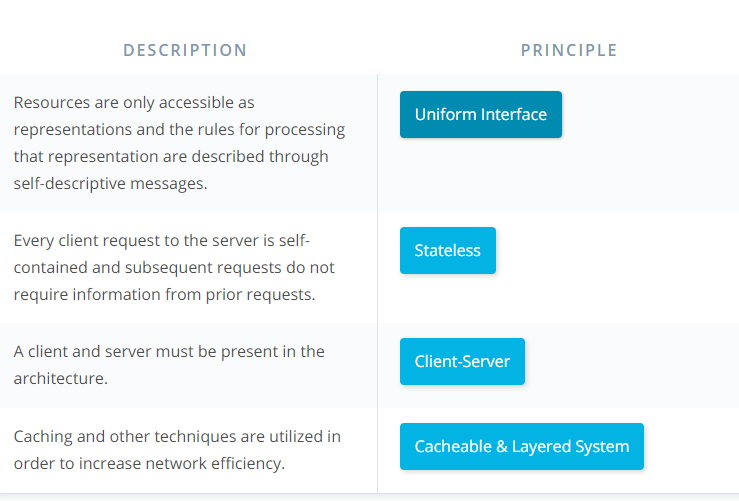 DESCRIPTION
PRINCIPLE
Resources are only accessible as
representations and the rules for processing
that representation are described through
self-descriptive messages.
Uniform Interface
Every client request to the server is self-
contained and subsequent requests do not
require information from prior requests.
Stateless
A client and server must be present in the
architecture.
Client-Server
Caching and other techniques are utilized in
order to increase network efficiency.
Cacheable & Layered System